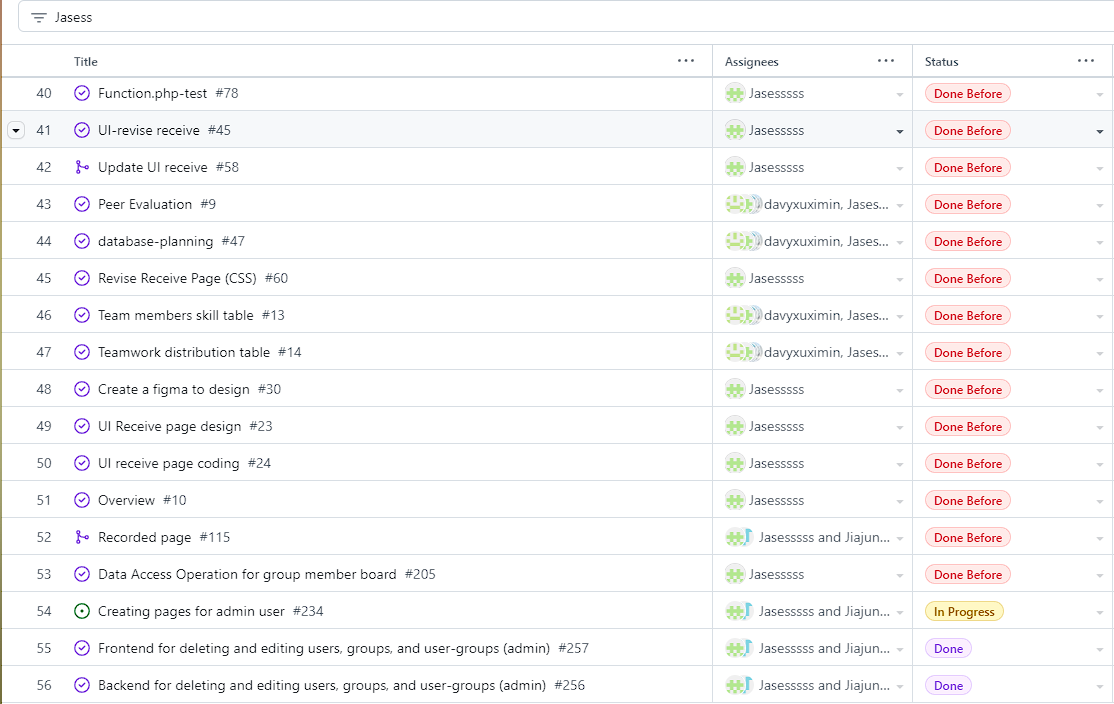 Jasess
Title ... Assignees ... Status ...
40 Function.php-test #78 Jasesssss Done Before
41 UI-revise receive #45 Jasesssss Done Before
42 Update UI receive #58 Jasesssss Done Before
43 Peer Evaluation #9 davyxuximin, Jases... Done Before
44 database-planning #47 davyxuximin, Jases... Done Before
45 Revise Receive Page (CSS) #60 Jasesssss Done Before
46 Team members skill table #13 davyxuximin, Jases... Done Before
47 Teamwork distribution table #14 davyxuximin, Jases... Done Before
48 Create a figma to design #30 Jasesssss Done Before
49 UI Receive page design #23 Jasesssss Done Before
50 UI receive page coding #24 Jasesssss Done Before
51 Overview #10 Jasesssss Done Before
52 Recorded page #115 Jasesssss and Jiajun... Done Before
53 Data Access Operation for group member board #205 Jasesssss Done Before
54 Creating pages for admin user #234 Jasesssss and Jiajun... In Progress
55 Frontend for deleting and editing users, groups, and user-groups (admin) #257 Jasesssss and Jiajun... Done
56 Backend for deleting and editing users, groups, and user-groups (admin) #256 Jasesssss and Jiajun... Done